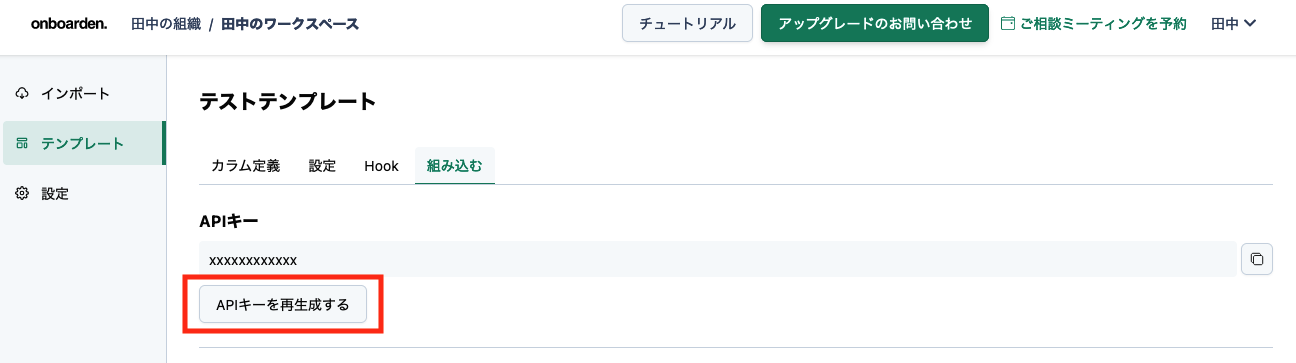 onboarden. 田中の組織 / 田中のワークスペース チュートリアル アップグレードのお問い合わせ ご相談ミーティングを予約 田中
インポート
テンプレート
設定
テストテンプレート
カラム定義 設定 Hook 組み込む
APIキー
xxxxxxxxxxxx
APIキーを再生成する